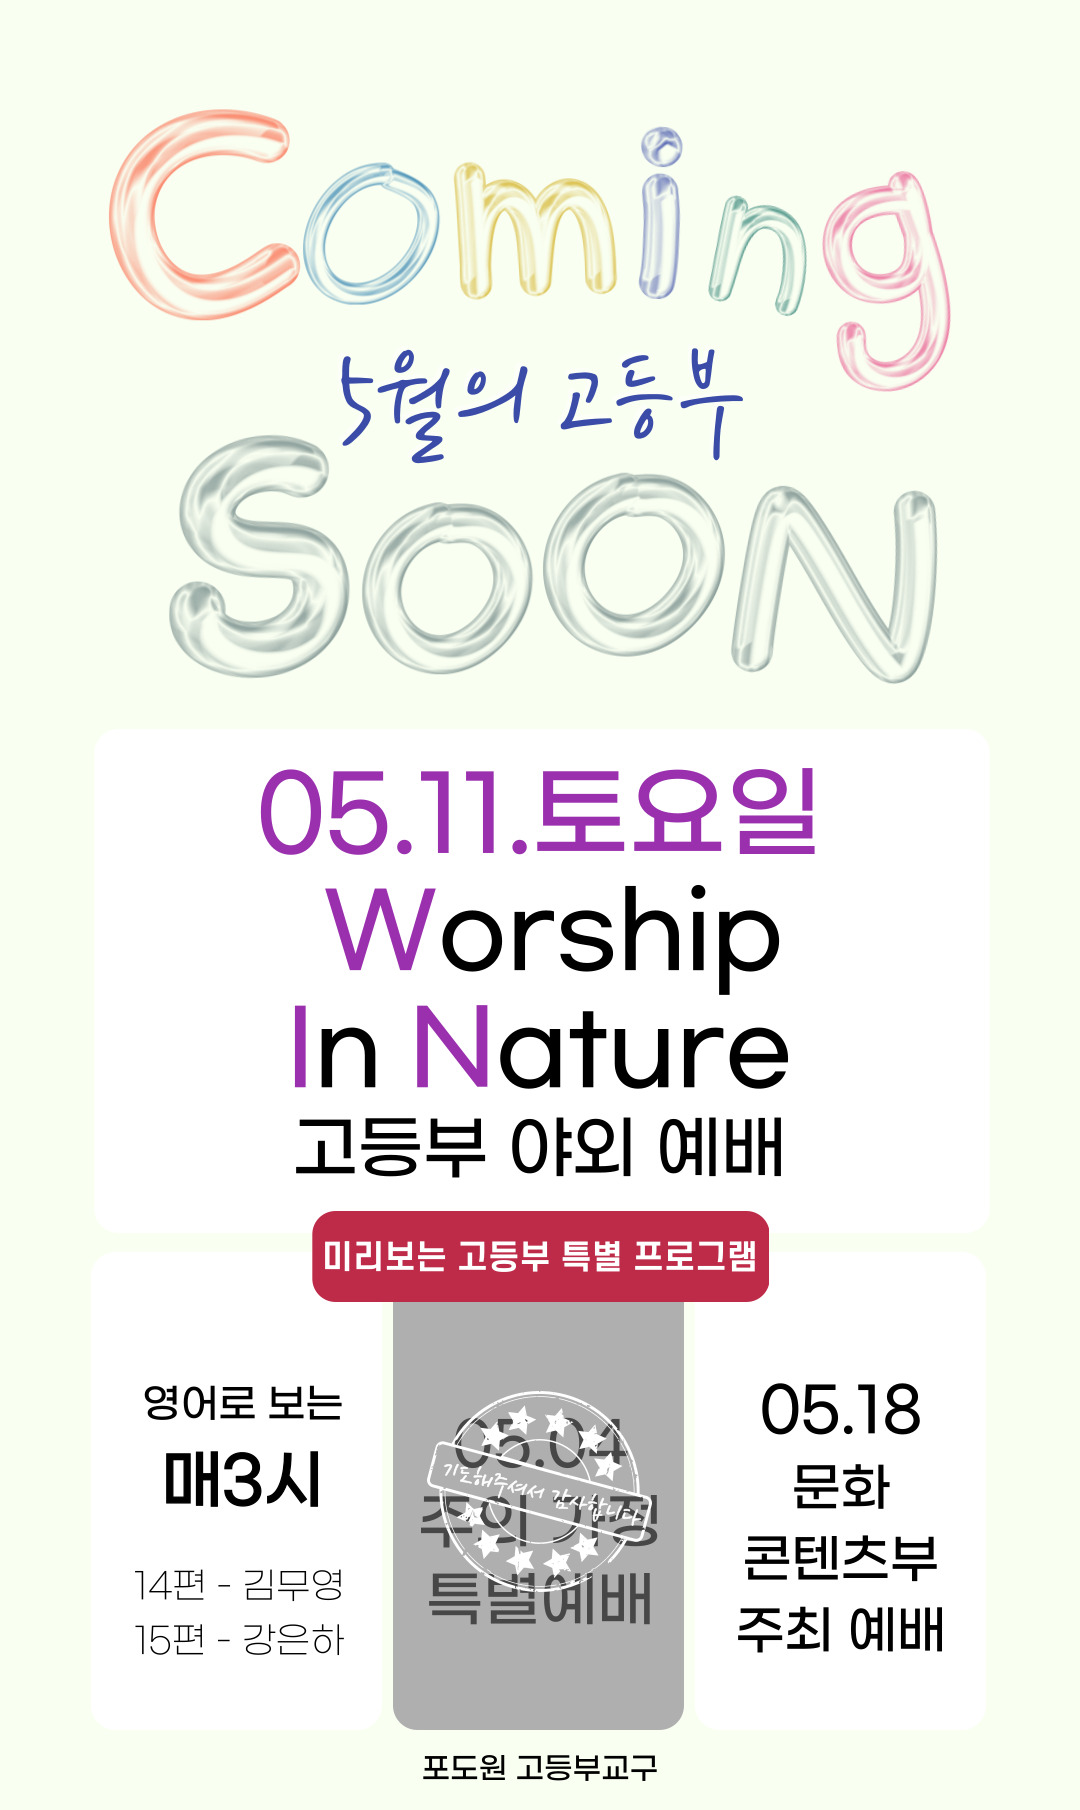 Coming
5월의 고등부
SOON
05.11.토요일
Worship
In Nature
고등부 야외 예배
미리보는 고등부 특별 프로그램
영어로 보는
매3시
14편 - 김무영
15편 - 강은하
05.04
주의 가정
특별예배
기도해주셔서 감사합니다
05.18
문화
콘텐츠부
주최 예배
포도원 고등부교구